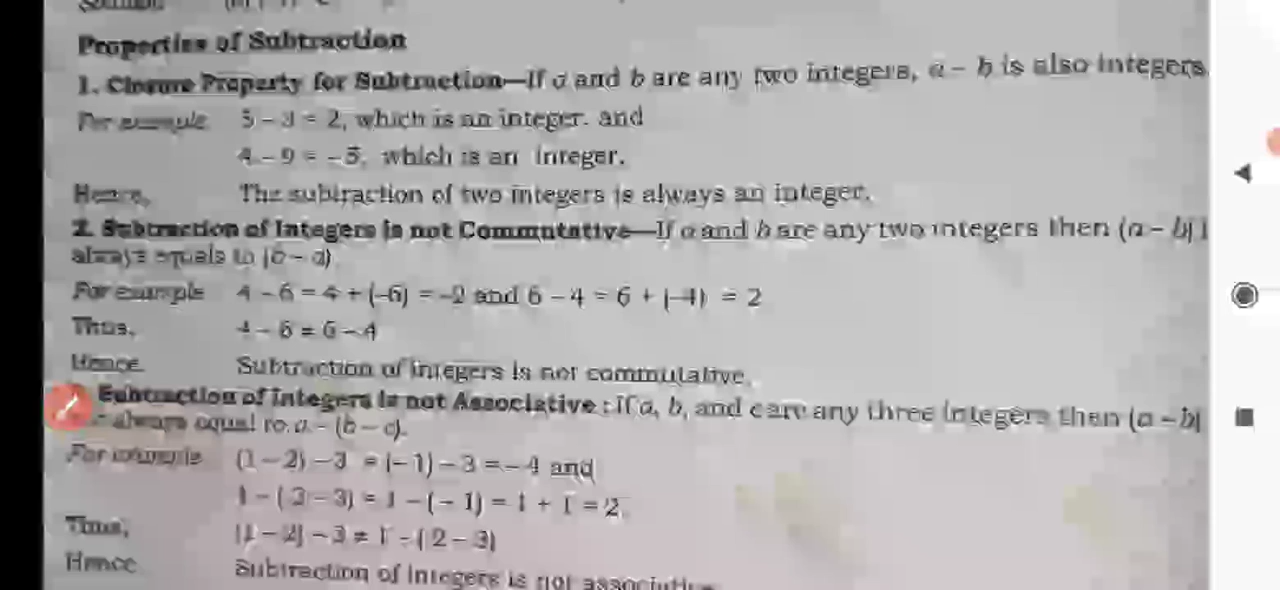 Properties of Subtraction
1. Closure Property for Subtraction—If a and b are any two integers, a – b is also integers
For example 5 – 3 = 2, which is an integer. and
4 – 9 = –5, which is an integer.
Hence, The subtraction of two integers is always an integer.
2. Subtraction of Integers is not Commutative—If a and b are any two integers then (a – b)
always equals to (b – a)
For example 4 – 6 = 4 + (–6) = –2 and 6 – 4 = 6 + (–4) = 2
Thus, 4 – 6 ≠ 6 – 4
Hence Subtraction of integers is not commutative.
Subtraction of Integers is not Associative : If a, b, and c are any three integers then (a – b)
always equal to. a – (b – c).
For example (1 – 2) – 3 = (–1) – 3 = – 4 and
1 – (2 – 3) = 1 – (– 1) = 1 + 1 = 2.
Thus, (1 – 2) – 3 ≠ 1 – (2 – 3)
Hence Subtraction of integers is not associative